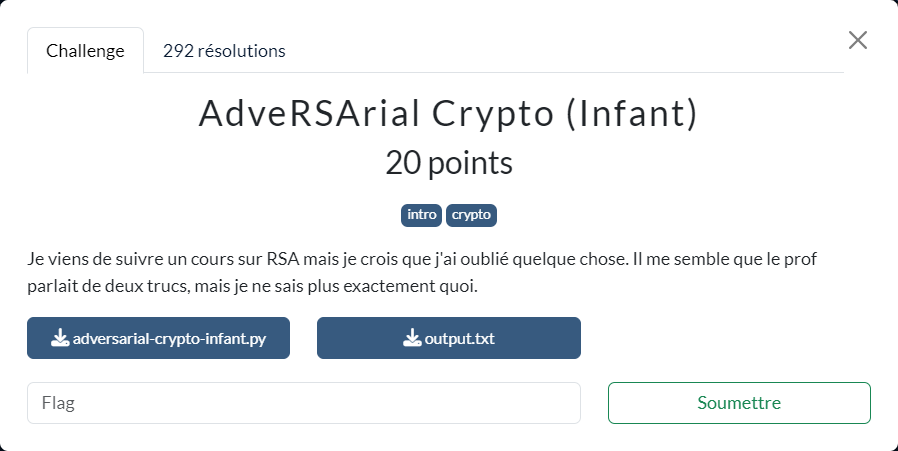 Challenge
292 résolutions
AdveRSArial Crypto (Infant)
20 points
intro crypto
Je viens de suivre un cours sur RSA mais je crois que j'ai oublié quelque chose. Il me semble que le prof
parlait de deux trucs, mais je ne sais plus exactement quoi.
adversarial-crypto-infant.py
output.txt
Flag
Soumettre